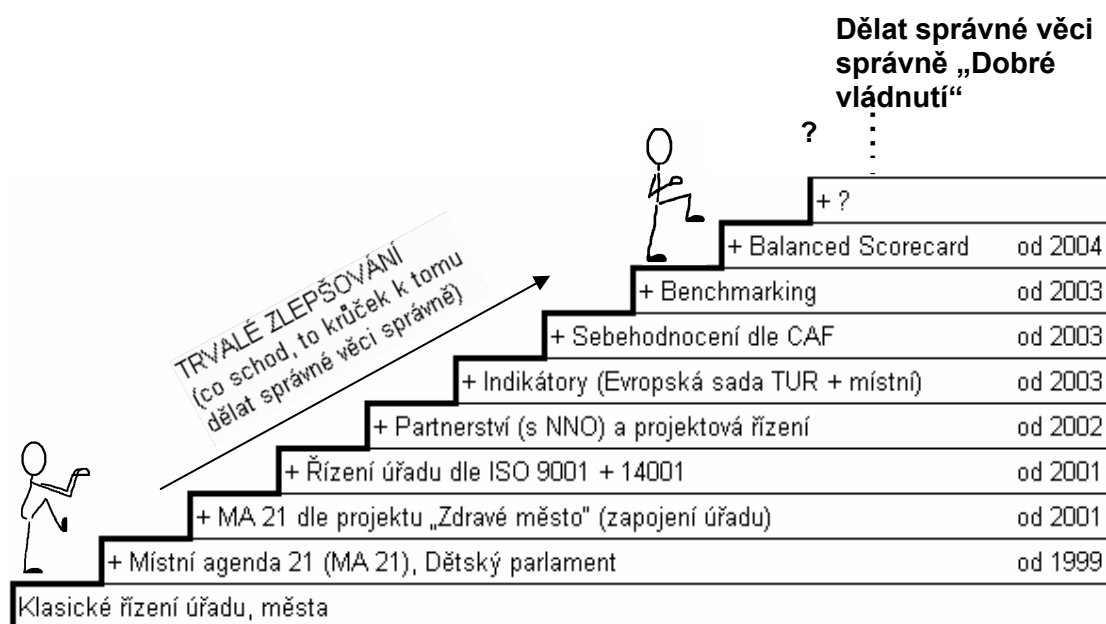 Dělat správné věci
správně „Dobré
vládnutí“
?
+ ?
+ Balanced Scorecard od 2004
+ Benchmarking od 2003
+ Sebehodnocení dle CAF od 2003
+ Indikátory (Evropská sada TUR + místní) od 2003
+ Partnerství (s NNO) a projektová řízení od 2002
+ Řízení úřadu dle ISO 9001 + 14001 od 2001
+ MA 21 dle projektu „Zdravé město" (zapojení úřadu) od 2001
+ Místní agenda 21 (MA 21), Dětský parlament od 1999
Klasické řízení úřadu, města
TRVALÉ ZLEPŠOVÁNÍ
(co schod, to krůček k tomu
dělat správné věci správně)